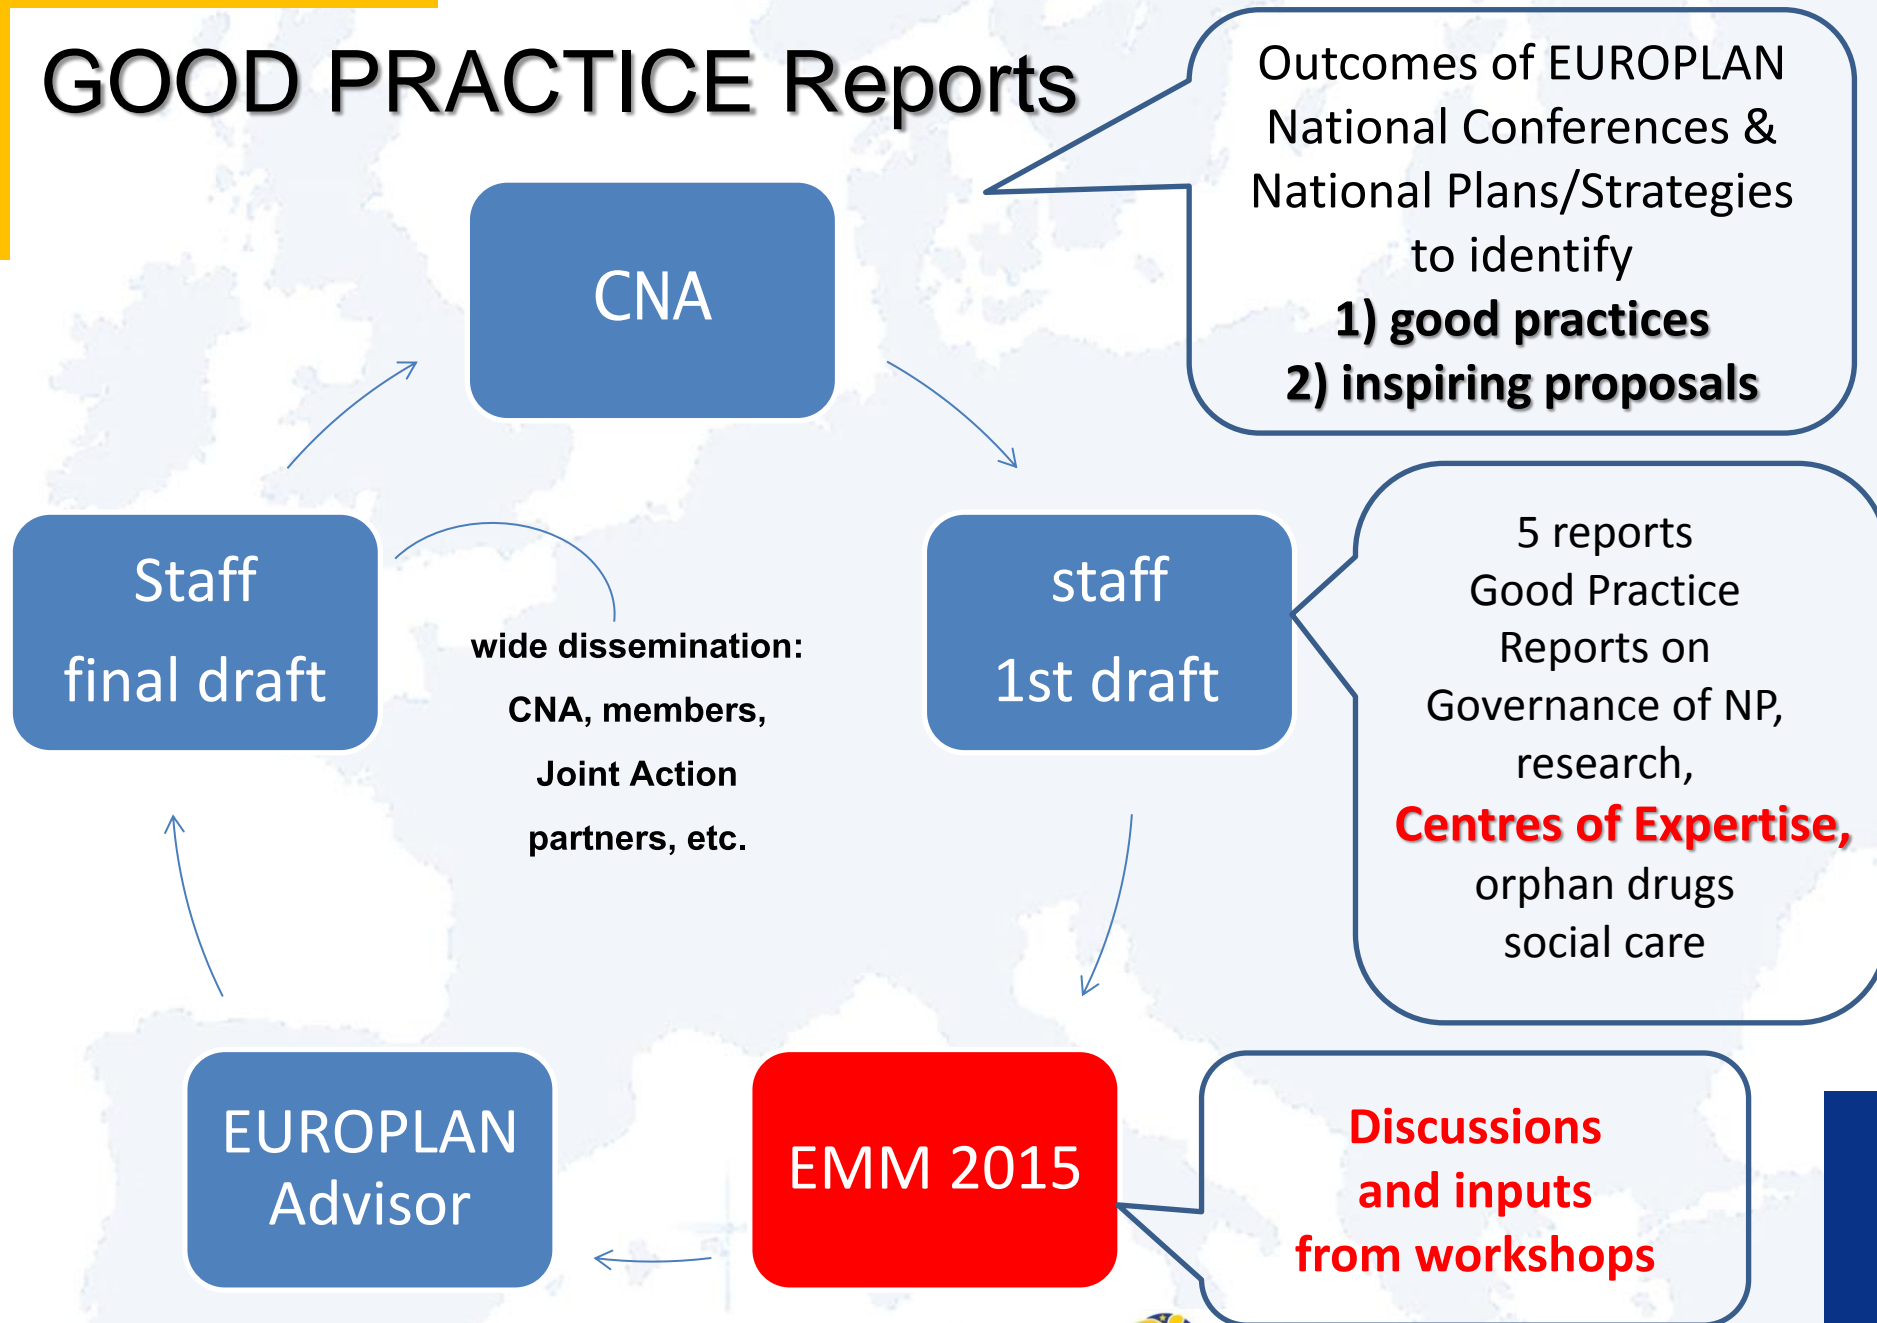 GOOD PRACTICE Reports
Outcomes of EUROPLAN
National Conferences &
National Plans/Strategies
to identify
1) good practices
2) inspiring proposals
CNA
Staff
final draft
wide dissemination:
CNA, members,
Joint Action
partners, etc.
staff
1st draft
5 reports
Good Practice
Reports on
Governance of NP,
research,
Centres of Expertise,
orphan drugs
social care
EUROPLAN
Advisor
EMM 2015
Discussions
and inputs
from workshops